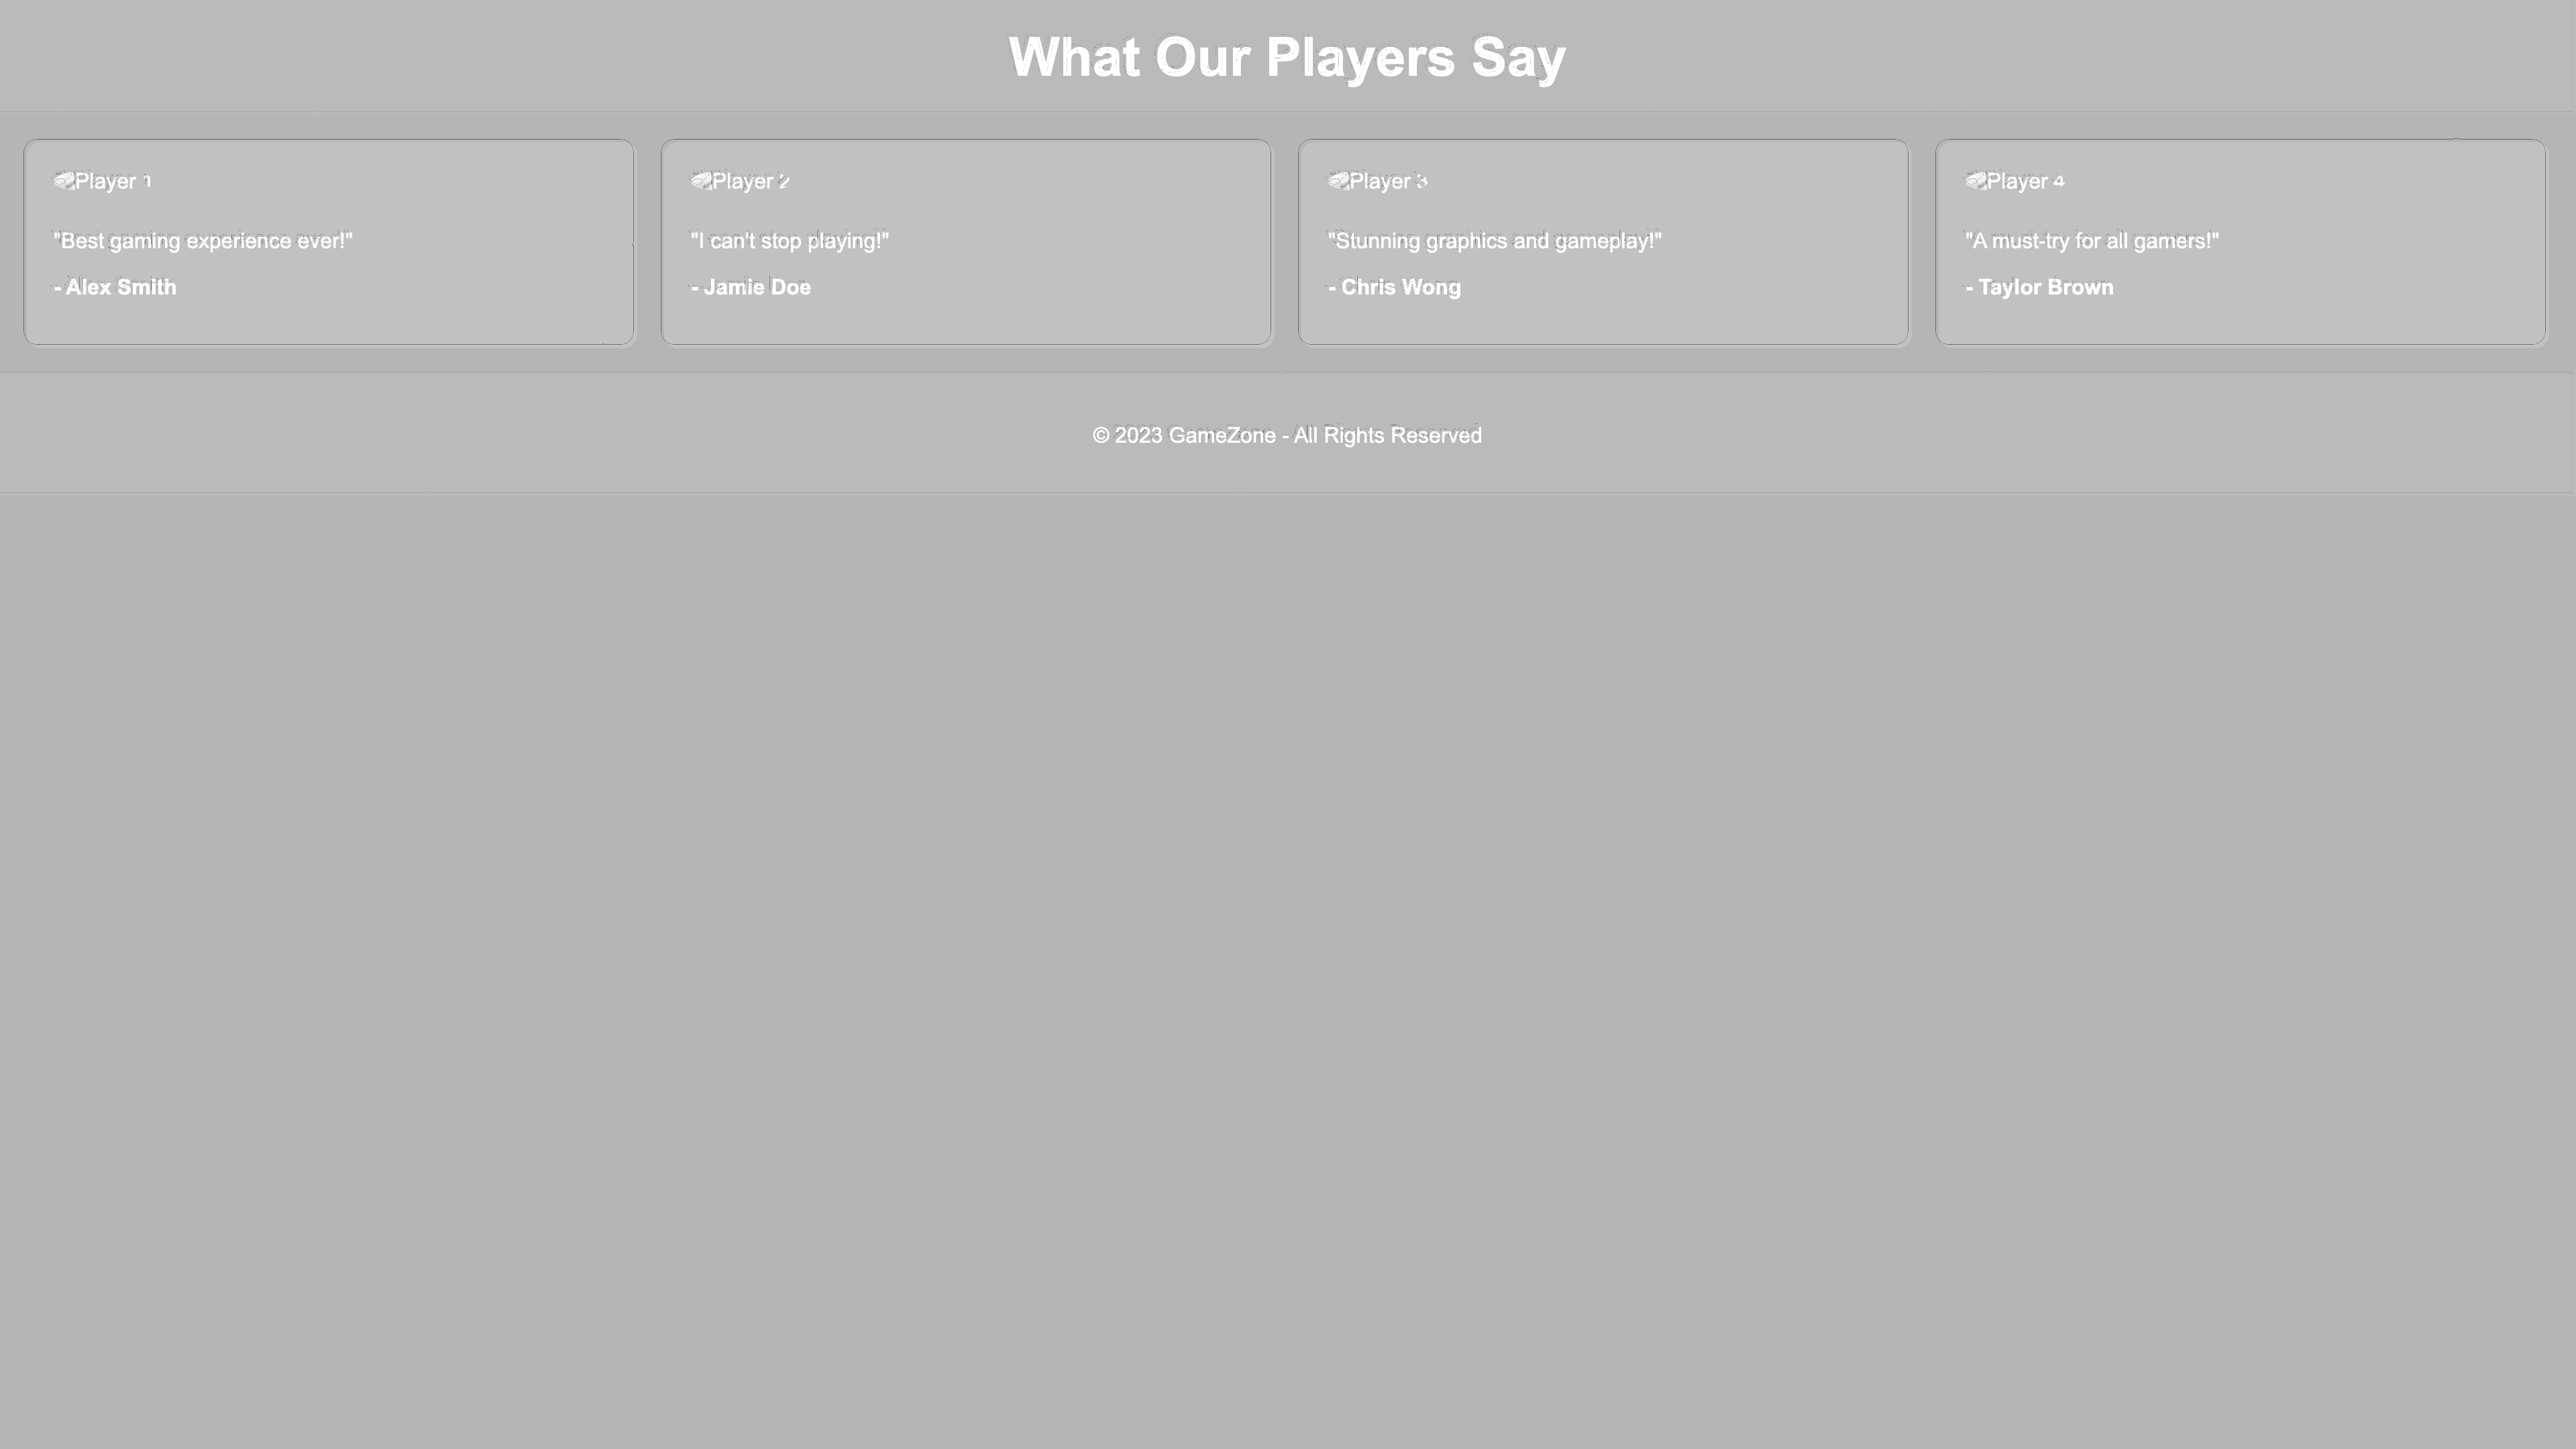 What Our Players Say
Player 1
"Best gaming experience ever!"
- Alex Smith
Player 2
"I can't stop playing!"
- Jamie Doe
Player 3
"Stunning graphics and gameplay!"
- Chris Wong
Player 4
"A must-try for all gamers!"
- Taylor Brown
© 2023 GameZone - All Rights Reserved